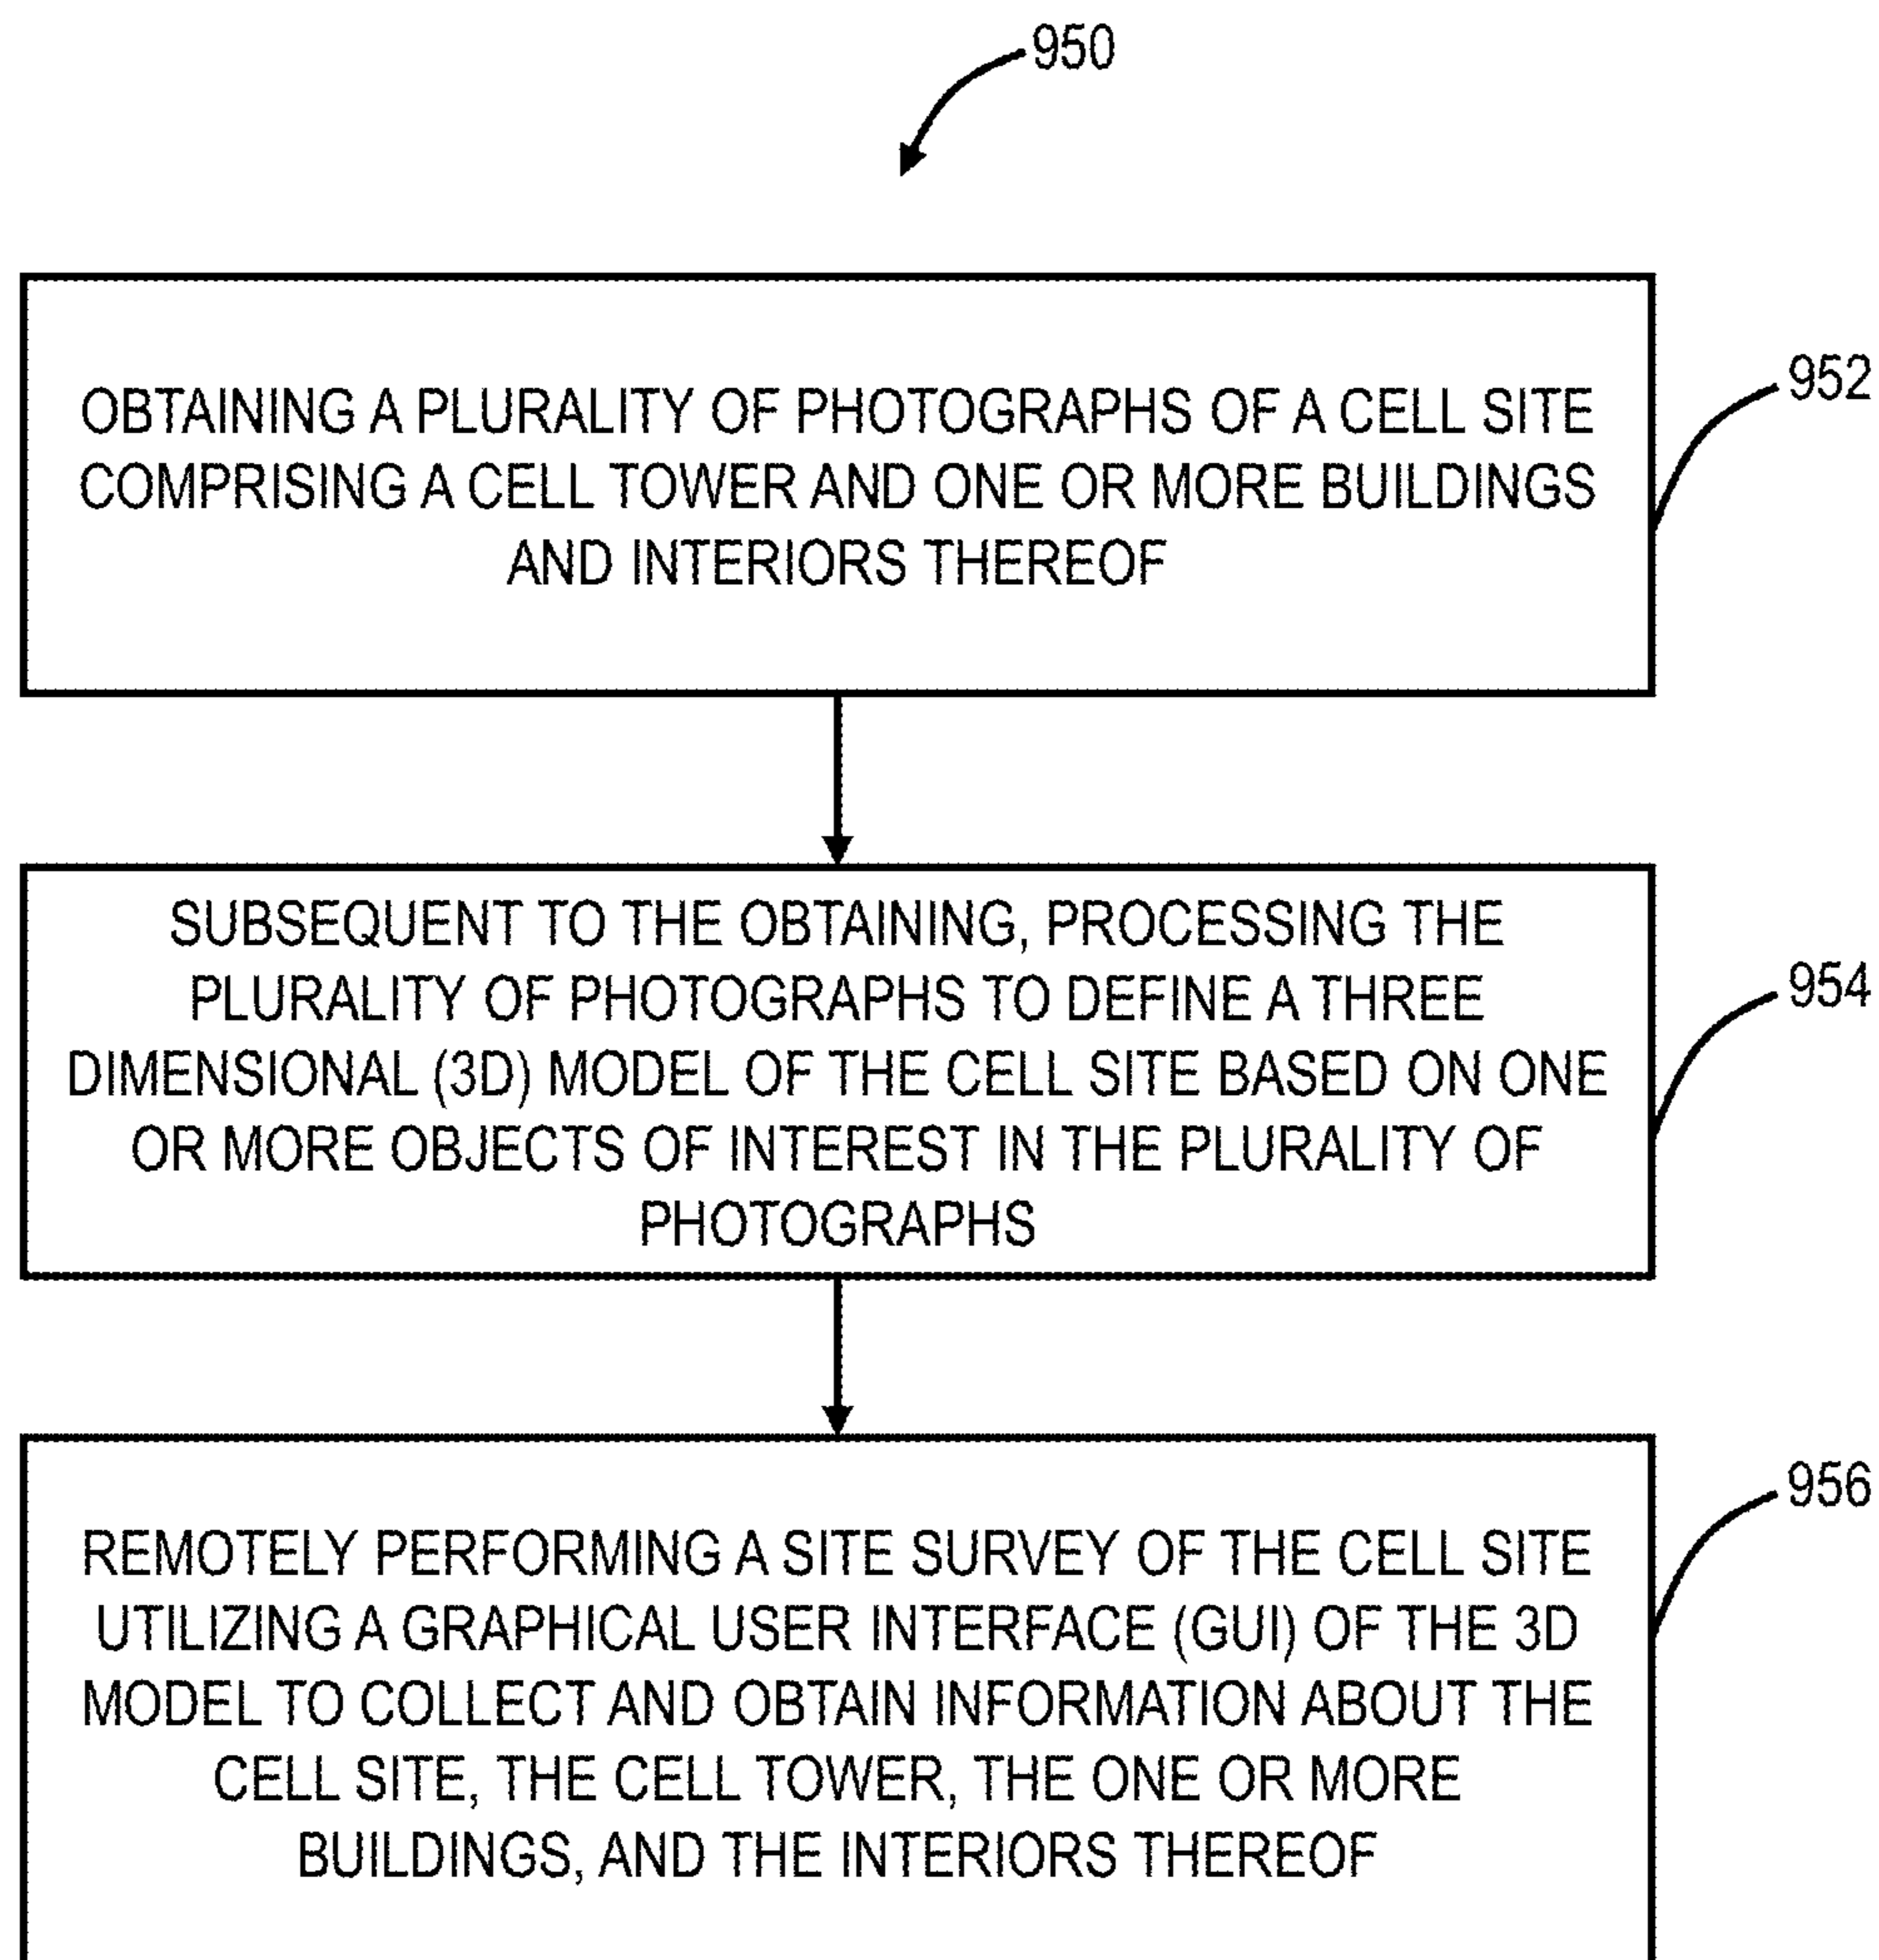 950
OBTAINING A PLURALITY OF PHOTOGRAPHS OF A CELL SITE
COMPRISING A CELL TOWER AND ONE OR MORE BUILDINGS
AND INTERIORS THEREOF
952
SUBSEQUENT TO THE OBTAINING, PROCESSING THE
PLURALITY OF PHOTOGRAPHS TO DEFINE A THREE
DIMENSIONAL (3D) MODEL OF THE CELL SITE BASED ON ONE
OR MORE OBJECTS OF INTEREST IN THE PLURALITY OF
PHOTOGRAPHS
954
REMOTELY PERFORMING A SITE SURVEY OF THE CELL SITE
UTILIZING A GRAPHICAL USER INTERFACE (GUI) OF THE 3D
MODEL TO COLLECT AND OBTAIN INFORMATION ABOUT THE
CELL SITE, THE CELL TOWER, THE ONE OR MORE
BUILDINGS, AND THE INTERIORS THEREOF
956